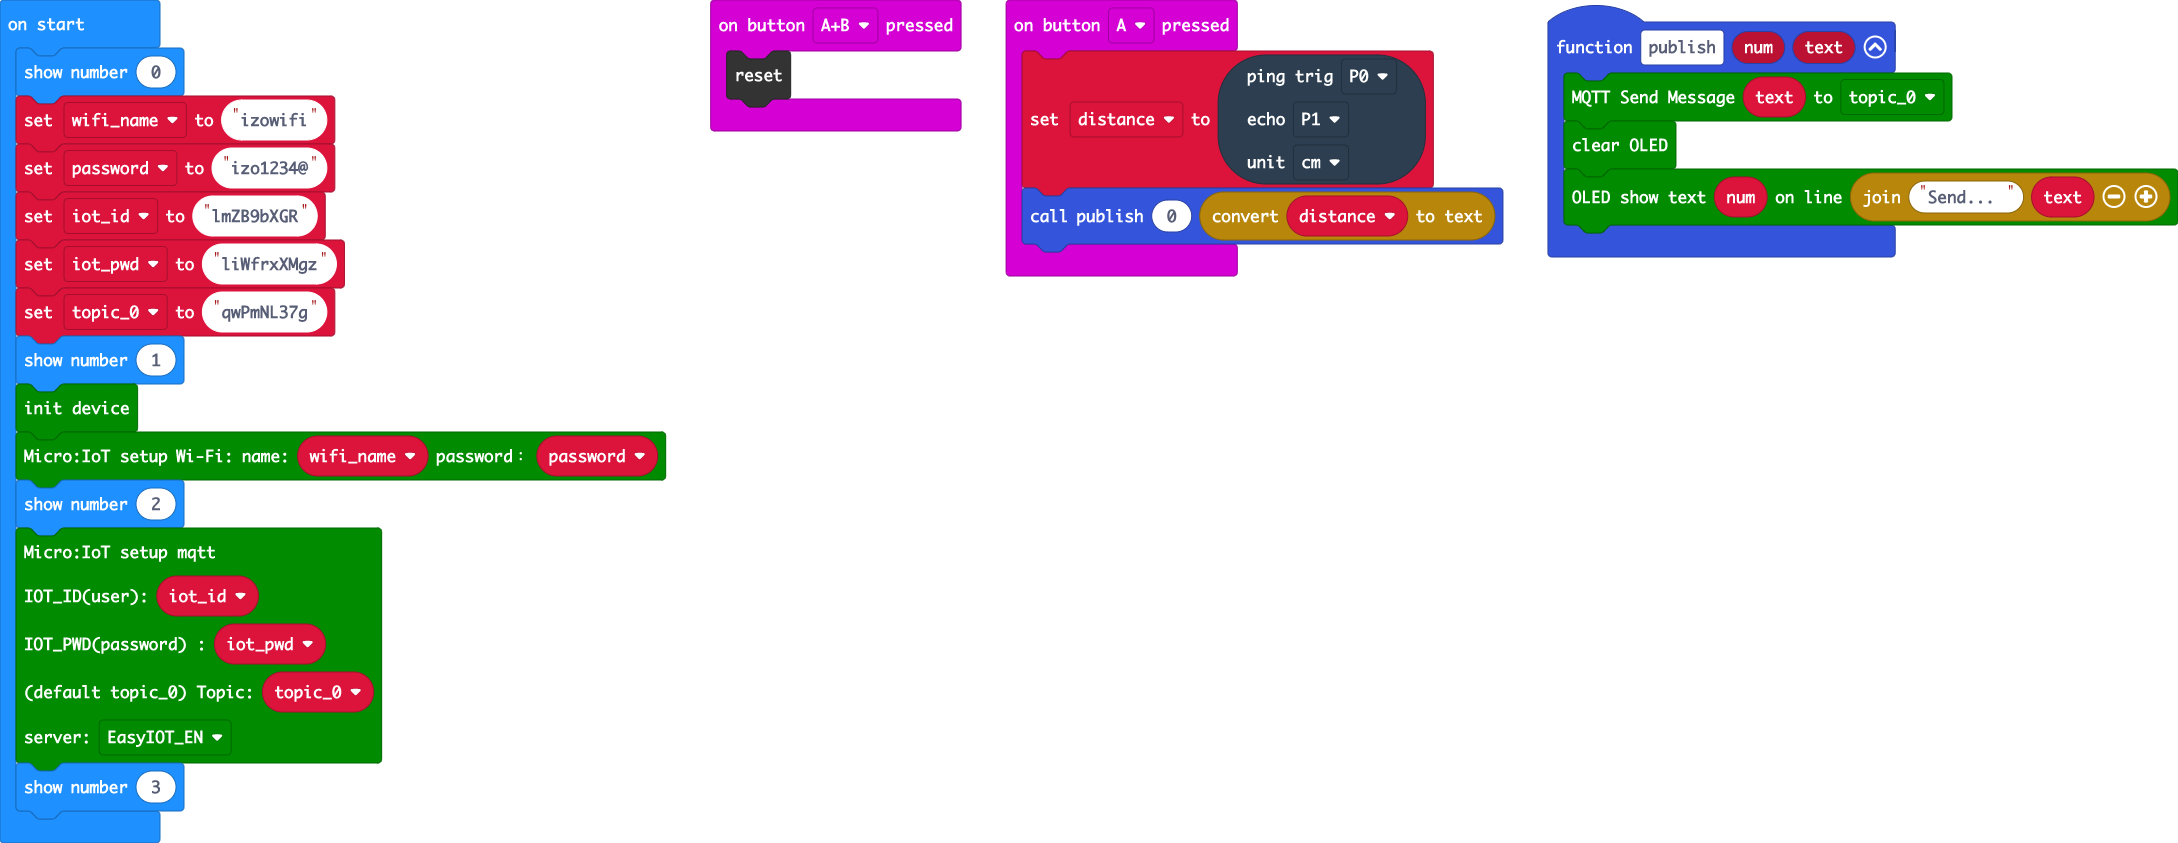 on start
show number 0
set wifi_name to "izowifi"
set password to "izo1234@"
set iot_id to "lmZB9bXGR"
set iot_pwd to "liWfrxXMgz"
set topic_0 to "qwPmNL37g"
show number 1
init device
Micro:IoT setup Wi-Fi: name: wifi_name password: password
show number 2
Micro:IoT setup mqtt
IOT_ID(user): iot_id
IOT_PWD(password) : iot_pwd
(default topic_0) Topic: topic_0
server: EasyIOT_EN
show number 3
on button A+B pressed
reset
on button A pressed
set distance to
ping trig P0
echo P1
unit cm
call publish 0 convert distance to text
function publish num text
MQTT Send Message text to topic_0
clear OLED
OLED show text num on line join "Send... " text